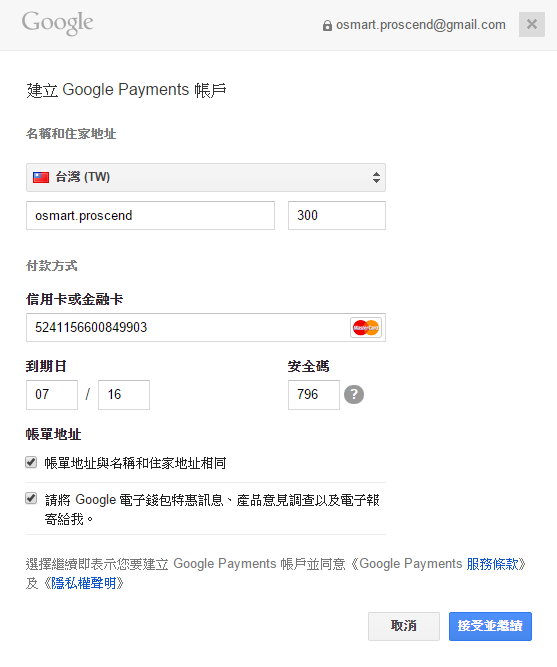 Google
osmart.proscend@gmail.com
建立 Google Payments 帳戶
名稱和住家地址
台灣 (TW)
osmart.proscend 300
付款方式
信用卡或金融卡
5241156600849903 MasterCard
到期日 安全碼
07 / 16 796 ?
帳單地址
帳單地址與名稱和住家地址相同
請將 Google 電子錢包特惠訊息、產品意見調查以及電子報
寄給我。
選擇繼續即表示您要建立 Google Payments 帳戶並同意《Google Payments 服務條款》
及《隱私權聲明》
取消 接受並繼續